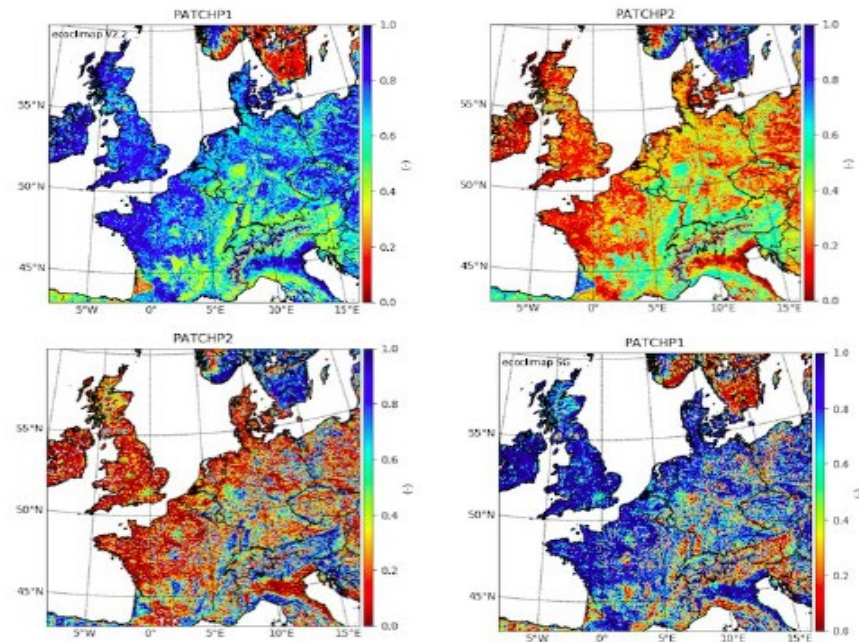 PATCHP1
ecoclimap V2.2
1.0
0.8
0.6
0.4
0.2
0.0
(-)
55°N
50°N
45°N
5°W
0°
5°E
10°E
15°E
PATCHP2
1.0
0.8
0.6
0.4
0.2
0.0
(-)
55°N
50°N
45°N
5°W
0°
5°E
10°E
15°E
PATCHP2
1.0
0.8
0.6
0.4
0.2
0.0
(-)
55°N
50°N
45°N
5°W
0°
5°E
10°E
15°E
PATCHP1
ecoclimap SG
1.0
0.8
0.6
0.4
0.2
0.0
(-)
55°N
50°N
45°N
5°W
0°
5°E
10°E
15°E